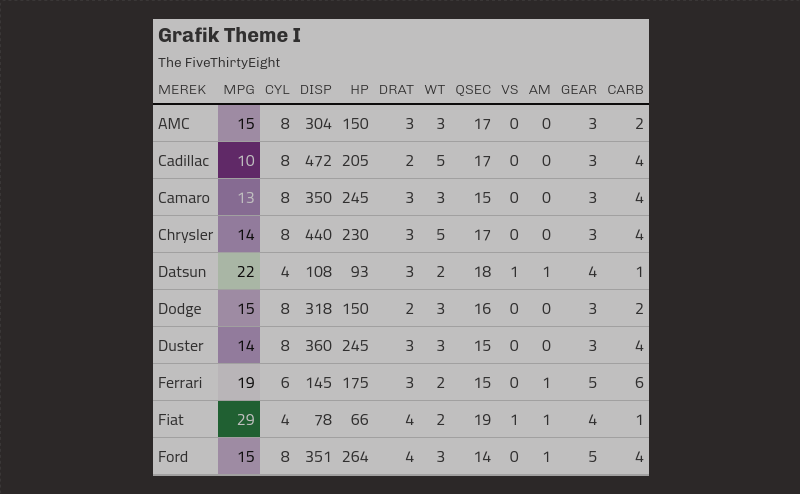 Grafik Theme I
The FiveThirtyEight
MEREK MPG CYL DISP HP DRAT WT QSEC VS AM GEAR CARB
AMC 15 8 304 150 3 3 17 0 0 3 2
Cadillac 10 8 472 205 2 5 17 0 0 3 4
Camaro 13 8 350 245 3 3 15 0 0 3 4
Chrysler 14 8 440 230 3 5 17 0 0 3 4
Datsun 22 4 108 93 3 2 18 1 1 4 1
Dodge 15 8 318 150 2 3 16 0 0 3 2
Duster 14 8 360 245 3 3 15 0 0 3 4
Ferrari 19 6 145 175 3 2 15 0 1 5 6
Fiat 29 4 78 66 4 2 19 1 1 4 1
Ford 15 8 351 264 4 3 14 0 1 5 4